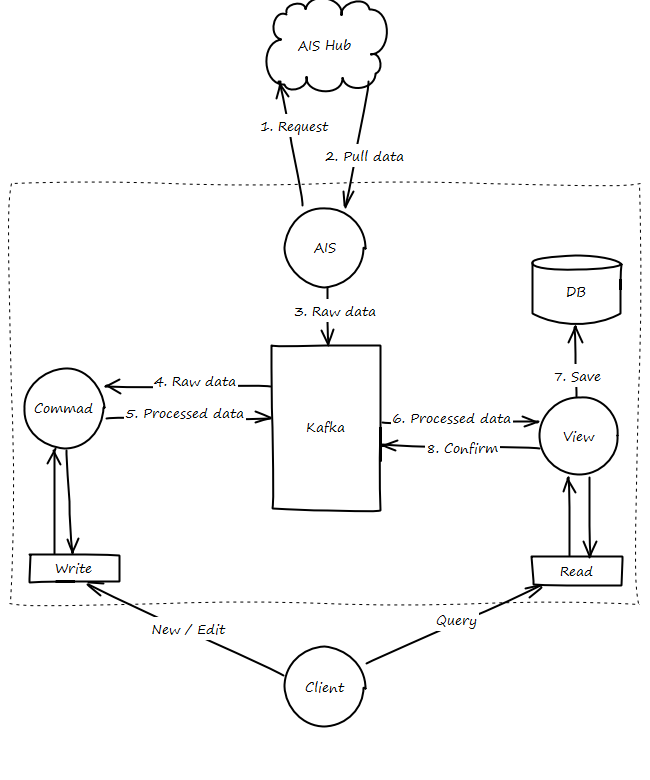 AIS Hub
1. Request
2. Pull data
AIS
DB
3. Raw data
7. Save
4. Raw data
Commad
5. Processed data
Kafka
6. Processed data
View
8. Confirm
Write
Read
New / Edit
Query
Client